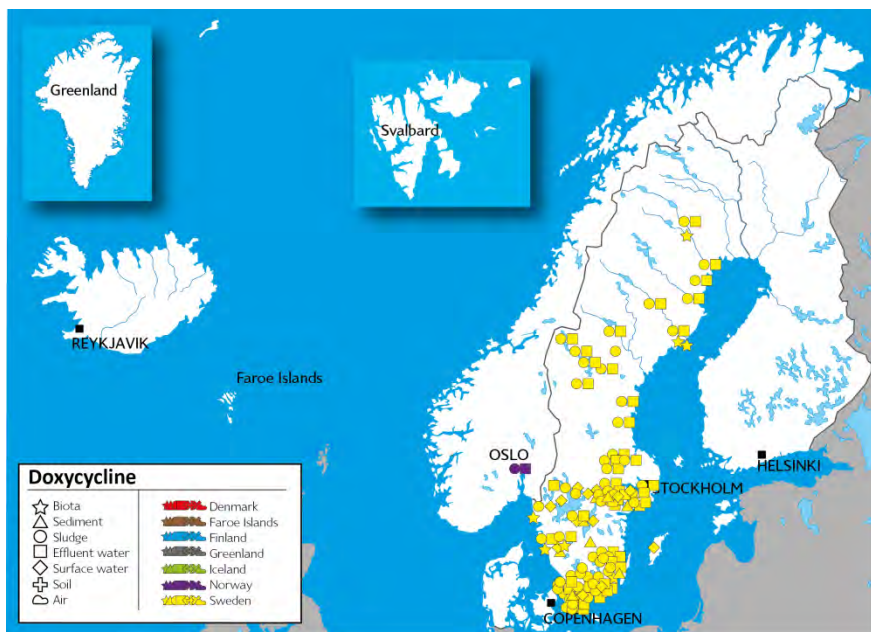 Greenland
Svalbard
REYKJAVIK
Faroe Islands
OSLO
HELSINKI
STOCKHOLM
COPENHAGEN
Doxycycline
Biota
Sediment
Sludge
Effluent water
Surface water
Soil
Air
Denmark
Faroe Islands
Finland
Greenland
Iceland
Norway
Sweden